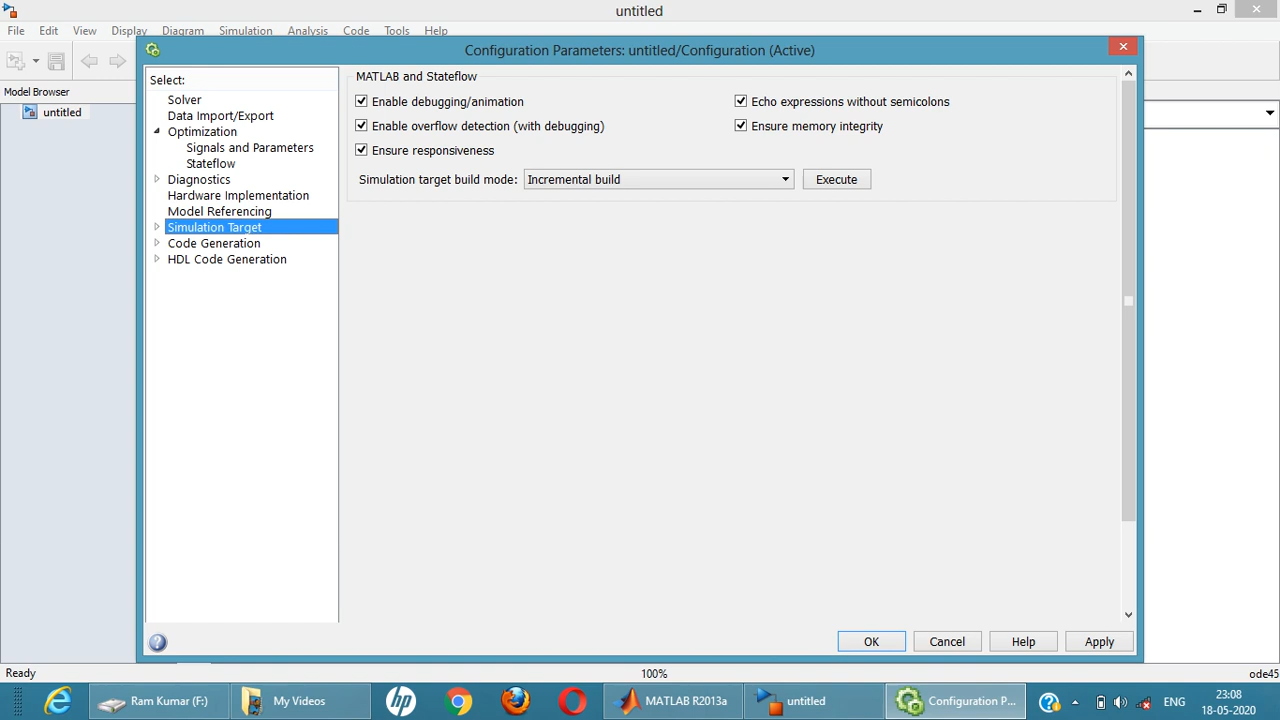 untitled
File Edit View Display Diagram Simulation Analysis Code Tools Help
Configuration Parameters: untitled/Configuration (Active)
Model Browser
untitled
Select:
Solver
Data Import/Export
Optimization
Signals and Parameters
Stateflow
Diagnostics
Hardware Implementation
Model Referencing
Simulation Target
Code Generation
HDL Code Generation
MATLAB and Stateflow
Enable debugging/animation
Echo expressions without semicolons
Enable overflow detection (with debugging)
Ensure memory integrity
Ensure responsiveness
Simulation target build mode: Incremental build Execute
OK Cancel Help Apply
Ready 100% ode45
Ram Kumar (F:) My Videos hp MATLAB R2013a untitled Configuration P... ENG 23:08
18-05-2020